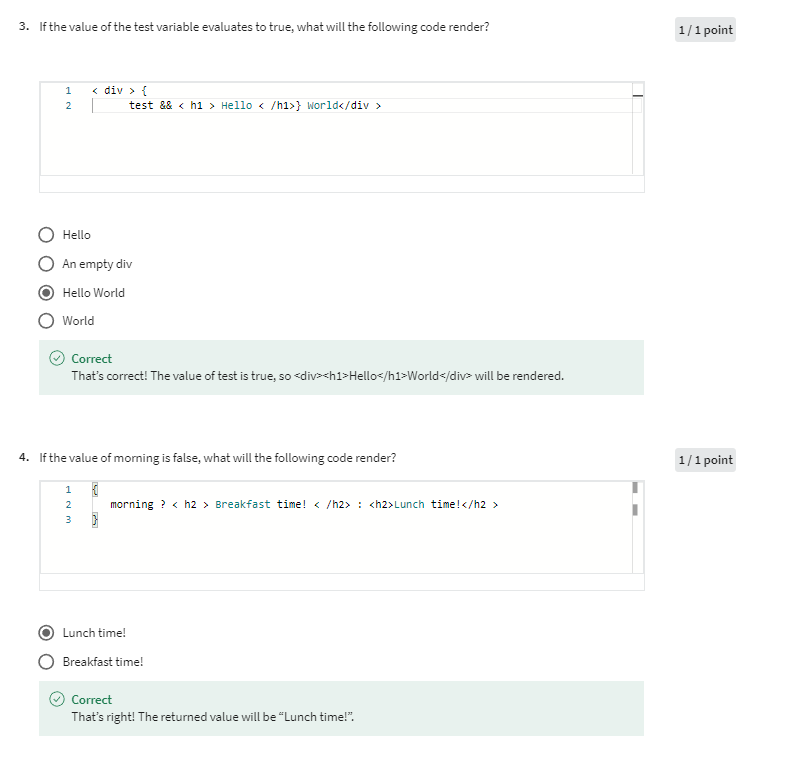 3. If the value of the test variable evaluates to true, what will the following code render?
1 / 1 point
1 < div > {
2 test && < h1 > Hello < /h1>} World</div >
Hello
An empty div
Hello World
World
Correct
That's correct! The value of test is true, so <div><h1>Hello</h1>World</div> will be rendered.
4. If the value of morning is false, what will the following code render?
1 / 1 point
1 {
2 morning ? < h2 > Breakfast time! < /h2> : <h2>Lunch time!</h2 >
3 }
Lunch time!
Breakfast time!
Correct
That's right! The returned value will be “Lunch time!”.